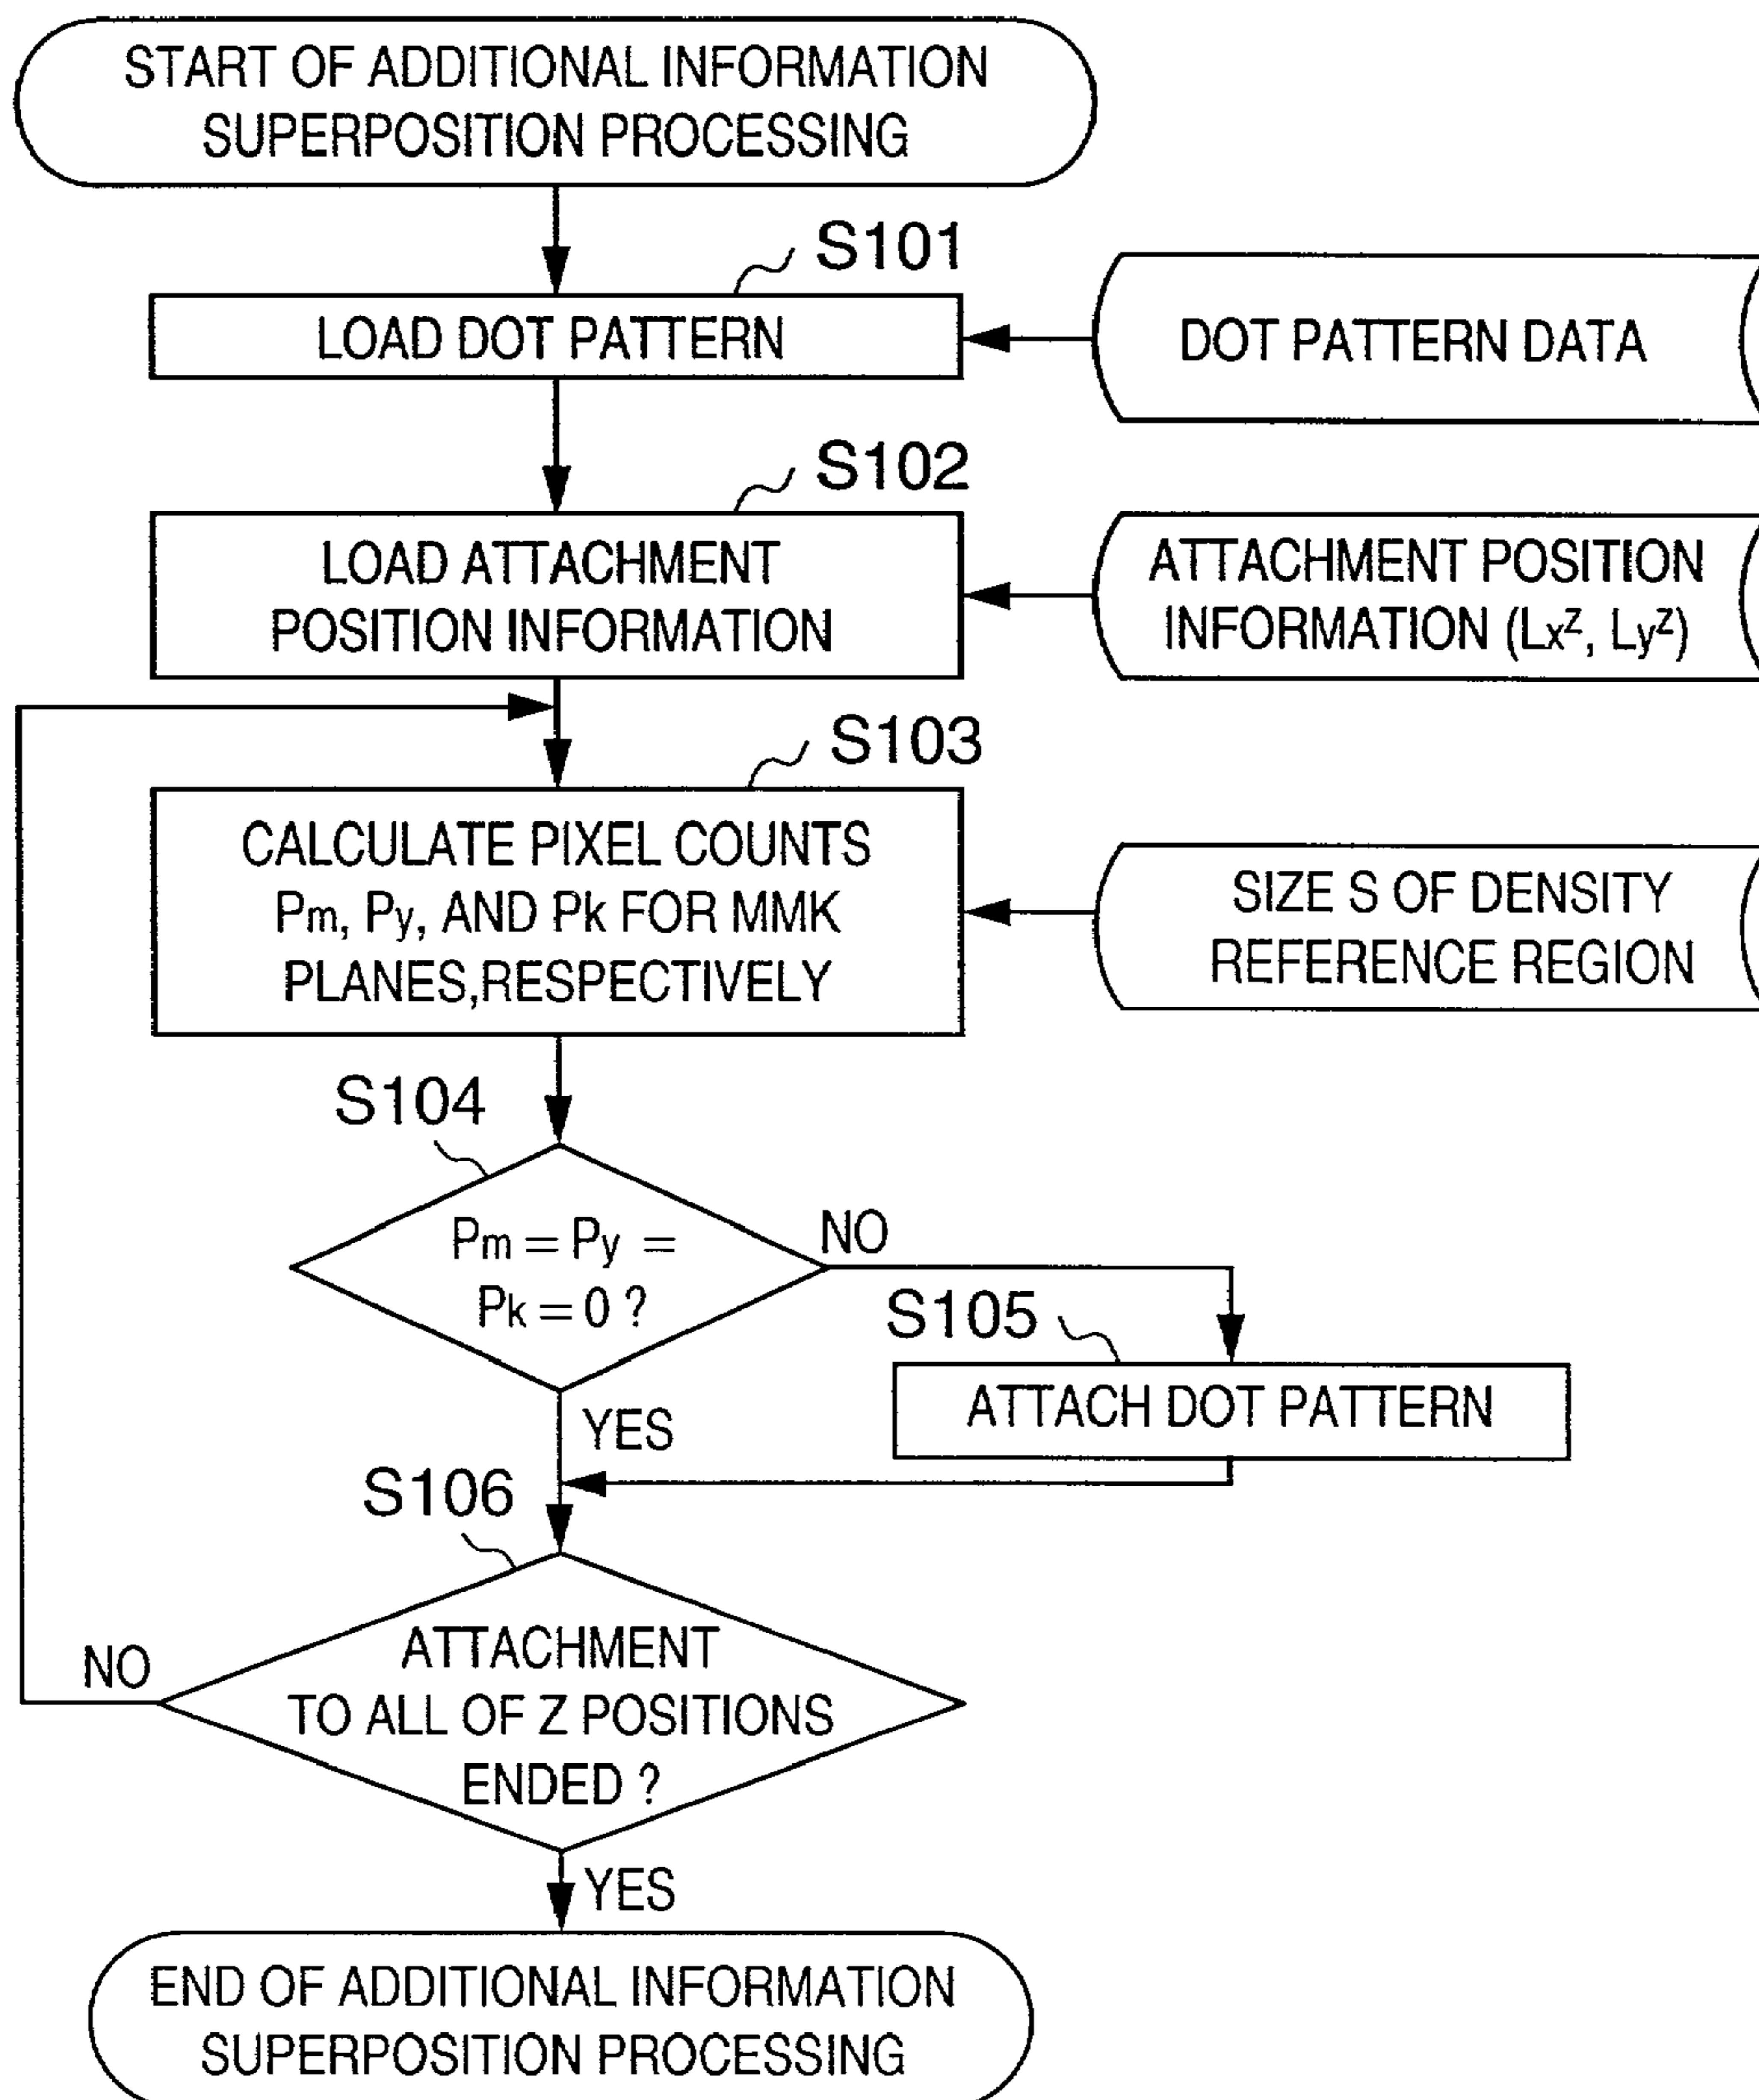 START OF ADDITIONAL INFORMATION
SUPERPOSITION PROCESSING
S101
LOAD DOT PATTERN
DOT PATTERN DATA
S102
LOAD ATTACHMENT
POSITION INFORMATION
ATTACHMENT POSITION
INFORMATION (Lxᶻ, Lyᶻ)
S103
CALCULATE PIXEL COUNTS
Pm, Py, AND Pk FOR MMK
PLANES,RESPECTIVELY
SIZE S OF DENSITY
REFERENCE REGION
S104
Pm = Py =
Pk = 0 ?
NO
S105
ATTACH DOT PATTERN
YES
S106
ATTACHMENT
TO ALL OF Z POSITIONS
ENDED ?
NO
YES
END OF ADDITIONAL INFORMATION
SUPERPOSITION PROCESSING